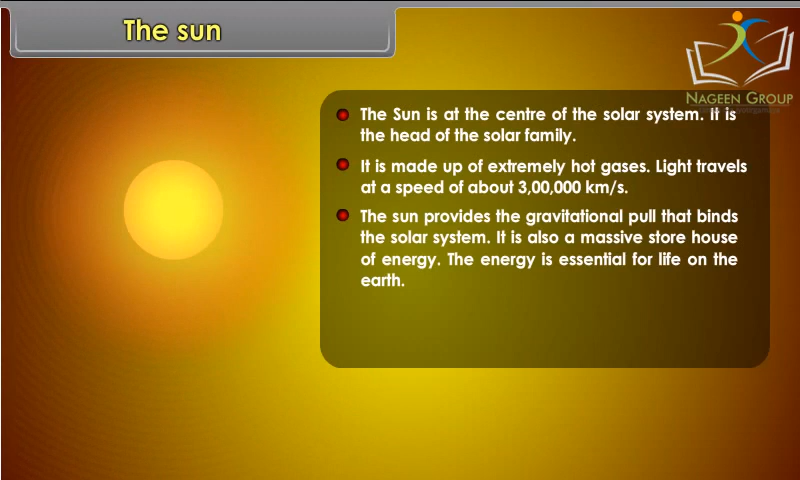 The sun
NAGEEN GROUP
The Sun is at the centre of the solar system. It is
the head of the solar family.
It is made up of extremely hot gases. Light travels
at a speed of about 3,00,000 km/s.
The sun provides the gravitational pull that binds
the solar system. It is also a massive store house
of energy. The energy is essential for life on the
earth.